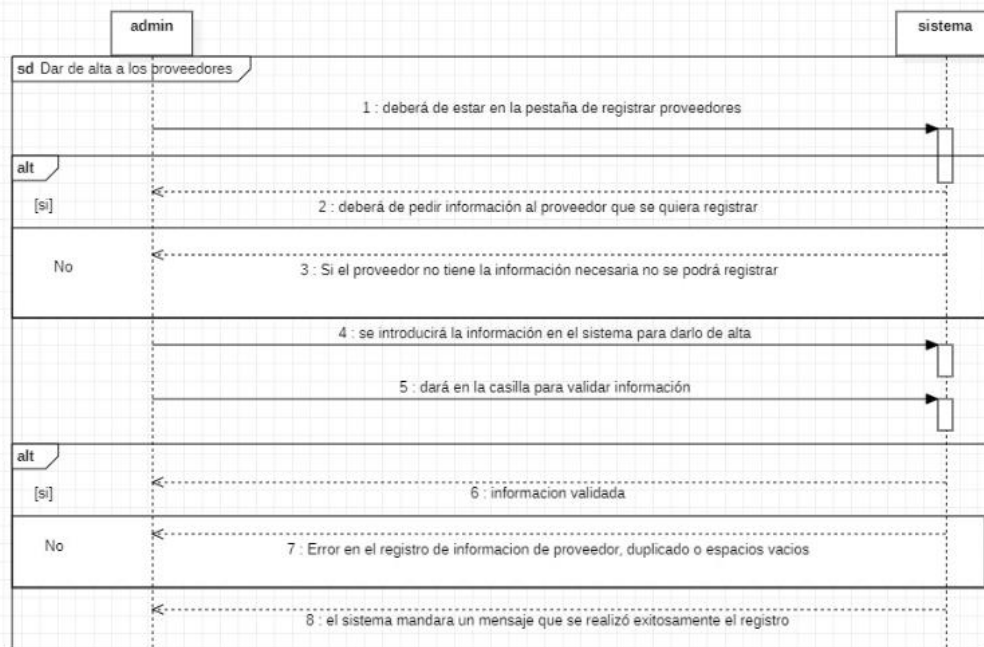 admin
sistema
sd Dar de alta a los proveedores
1 : deberá de estar en la pestaña de registrar proveedores
alt
[si]
2 : deberá de pedir información al proveedor que se quiera registrar
No
3 : Si el proveedor no tiene la información necesaria no se podrá registrar
4 : se introducirá la información en el sistema para darlo de alta
5 : dará en la casilla para validar información
alt
[si]
6 : informacion validada
No
7 : Error en el registro de informacion de proveedor, duplicado o espacios vacios
8 : el sistema mandara un mensaje que se realizó exitosamente el registro